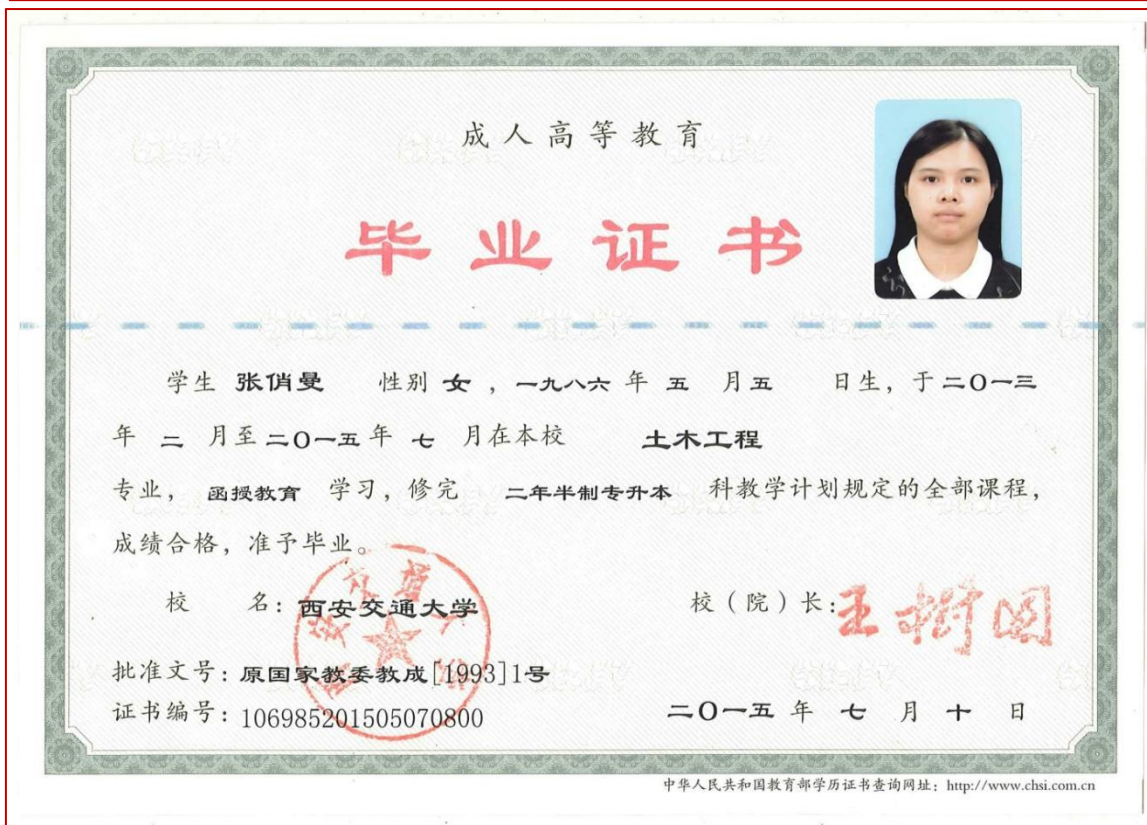 成人高等教育
毕业证书
学生 张俏曼 性别 女 , 一九八六 年 五 月 五 日生, 于 二〇一三
年 二 月至 二〇一五 年 七 月在本校 土木工程
专业, 函授教育 学习, 修完 二年半制专升本 科教学计划规定的全部课程,
成绩合格, 准予毕业。
校 名: 西安交通大学 校(院)长: 王树国
批准文号: 原国家教委教成[1993]1号
证书编号: 106985201505070800 二〇一五 年 七 月 十 日
中华人民共和国教育部学历证书查询网址: http://www.chsi.com.cn